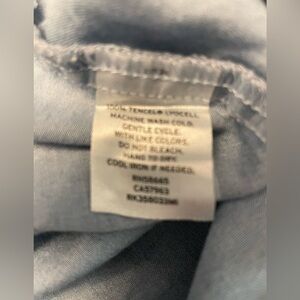 100% TENCEL® LYOCELL
MACHINE WASH COLD.
GENTLE CYCLE.
WITH LIKE COLORS.
DO NOT BLEACH.
HANG TO DRY.
COOL IRON IF NEEDED.
CA57963